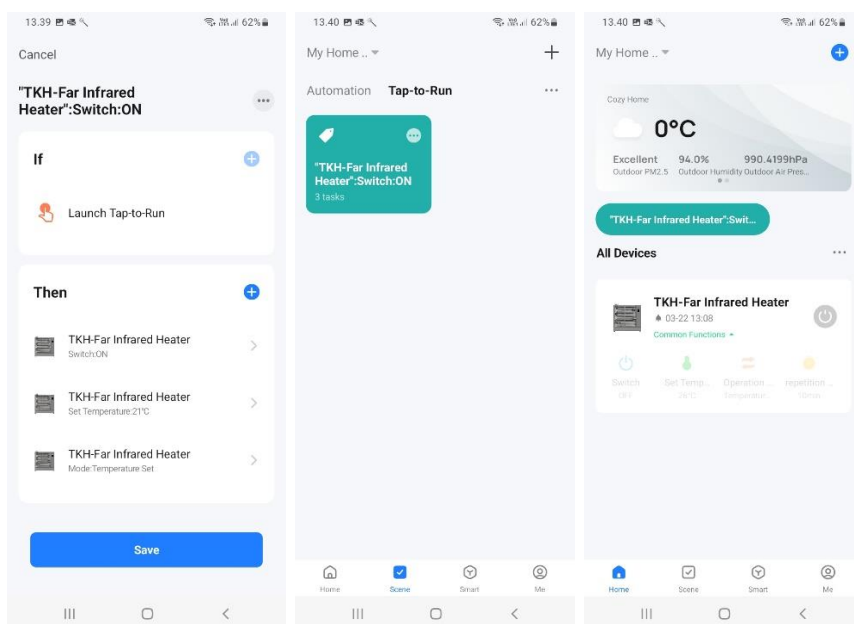 13.39
62%
Cancel
"TKH-Far Infrared
Heater":Switch:ON
If
Launch Tap-to-Run
Then
TKH-Far Infrared Heater
Switch:ON
TKH-Far Infrared Heater
Set Temperature:21°C
TKH-Far Infrared Heater
Mode:Temperature Set
Save
13.40
62%
My Home ..
Automation Tap-to-Run
"TKH-Far Infrared
Heater":Switch:ON
3 tasks
Home Scene Smart Me
13.40
62%
My Home ..
Cozy Home
0°C
Excellent 94.0% 990.4199hPa
Outdoor PM2.5 Outdoor Humidity Outdoor Air Pres...
"TKH-Far Infrared Heater":Swit...
All Devices
TKH-Far Infrared Heater
03-22 13:08
Common Functions
Switch Set Temp... Operation ... repetition ...
OFF Temperatur...
Home Scene Smart Me